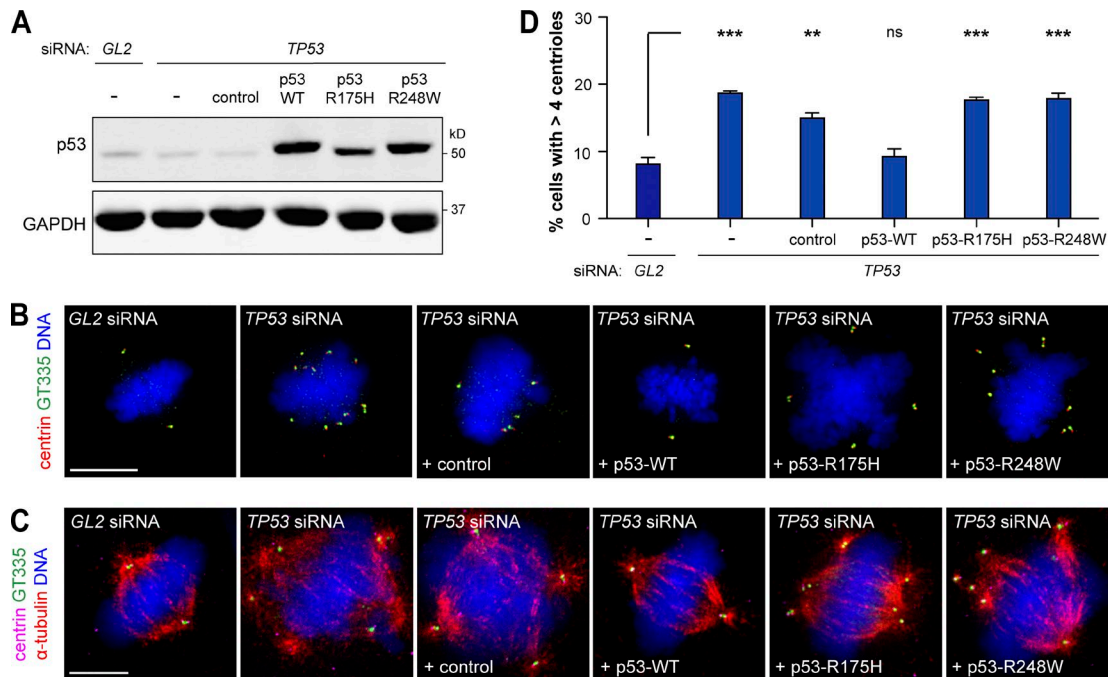 A
siRNA: GL2 TP53
- - control p53 WT p53 R175H p53 R248W
p53
kD
- 50
GAPDH
- 37
D
% cells with > 4 centrioles
30
20
10
0
*** ** ns *** ***
- - control p53-WT p53-R175H p53-R248W
siRNA: GL2 TP53
B
centrin GT335 DNA
GL2 siRNA
TP53 siRNA
TP53 siRNA
+ control
TP53 siRNA
+ p53-WT
TP53 siRNA
+ p53-R175H
TP53 siRNA
+ p53-R248W
C
centrin GT335
α-tubulin DNA
GL2 siRNA
TP53 siRNA
TP53 siRNA
+ control
TP53 siRNA
+ p53-WT
TP53 siRNA
+ p53-R175H
TP53 siRNA
+ p53-R248W